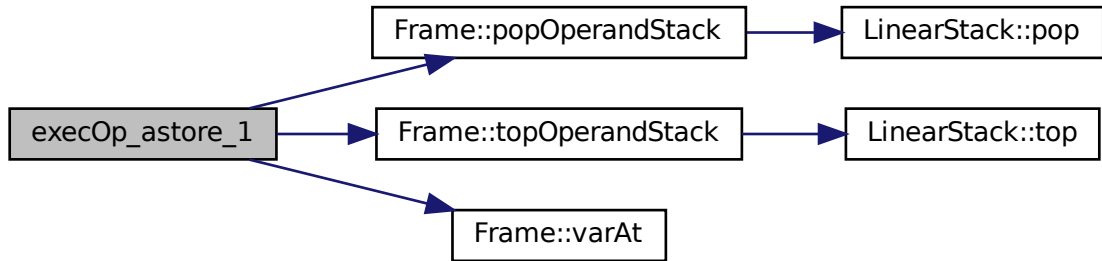 Frame::popOperandStack
LinearStack::pop
execOp_astore_1
Frame::topOperandStack
LinearStack::top
Frame::varAt